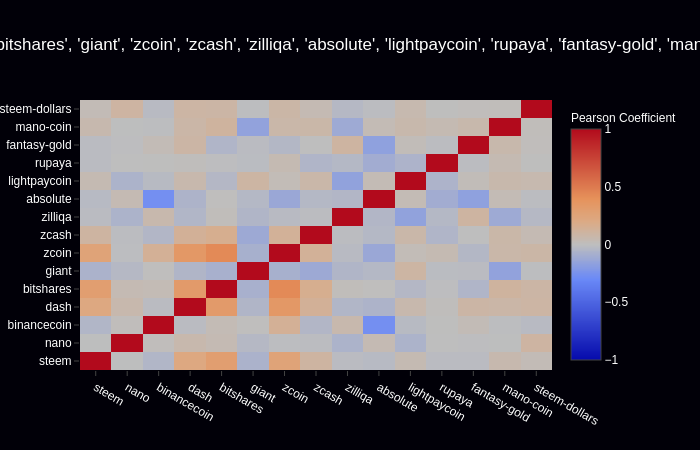 bitshares', 'giant', 'zcoin', 'zcash', 'zilliqa', 'absolute', 'lightpaycoin', 'rupaya', 'fantasy-gold', 'man
Pearson Coefficient
1
0.5
0
−0.5
−1
steem-dollars
mano-coin
fantasy-gold
rupaya
lightpaycoin
absolute
zilliqa
zcash
zcoin
giant
bitshares
dash
binancecoin
nano
steem
steem
nano
binancecoin
dash
bitshares
giant
zcoin
zcash
zilliqa
absolute
lightpaycoin
rupaya
fantasy-gold
mano-coin
steem-dollars